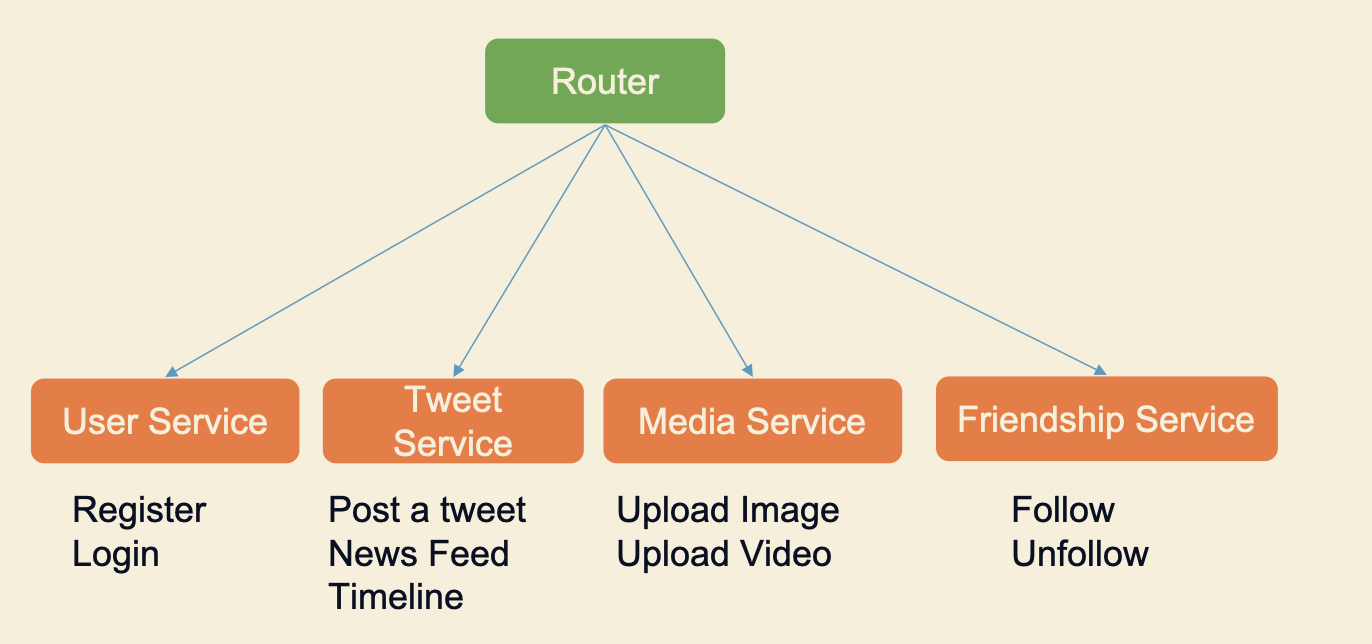 Router
User Service
Tweet
Service
Media Service
Friendship Service
Register
Login
Post a tweet
News Feed
Timeline
Upload Image
Upload Video
Follow
Unfollow